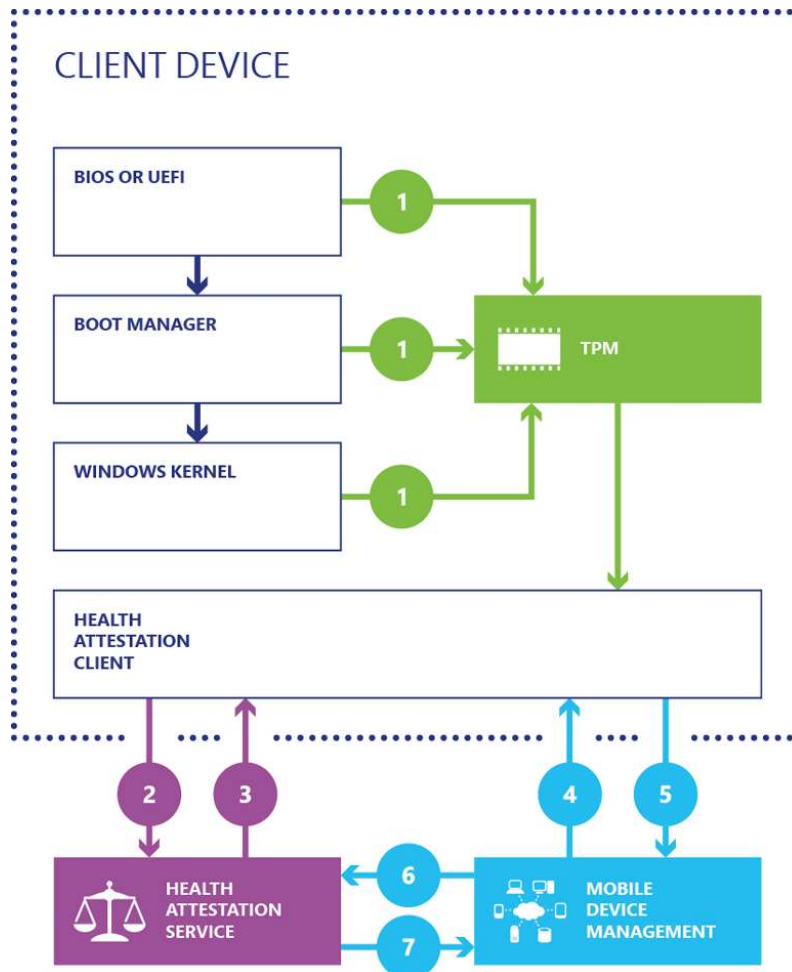 CLIENT DEVICE
BIOS OR UEFI
1
BOOT MANAGER
1
TPM
WINDOWS KERNEL
1
HEALTH
ATTESTATION
CLIENT
2
3
4
5
HEALTH
ATTESTATION
SERVICE
6
7
MOBILE
DEVICE
MANAGEMENT